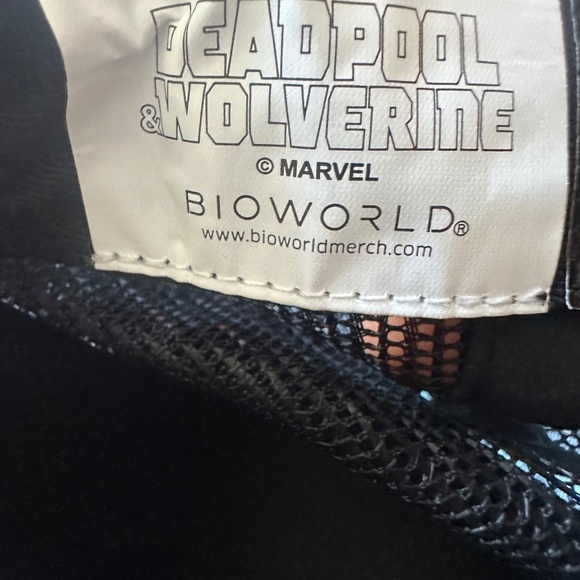 DEADPOOL
& WOLVERINE
© MARVEL
BIOWORLD®
www.bioworldmerch.com